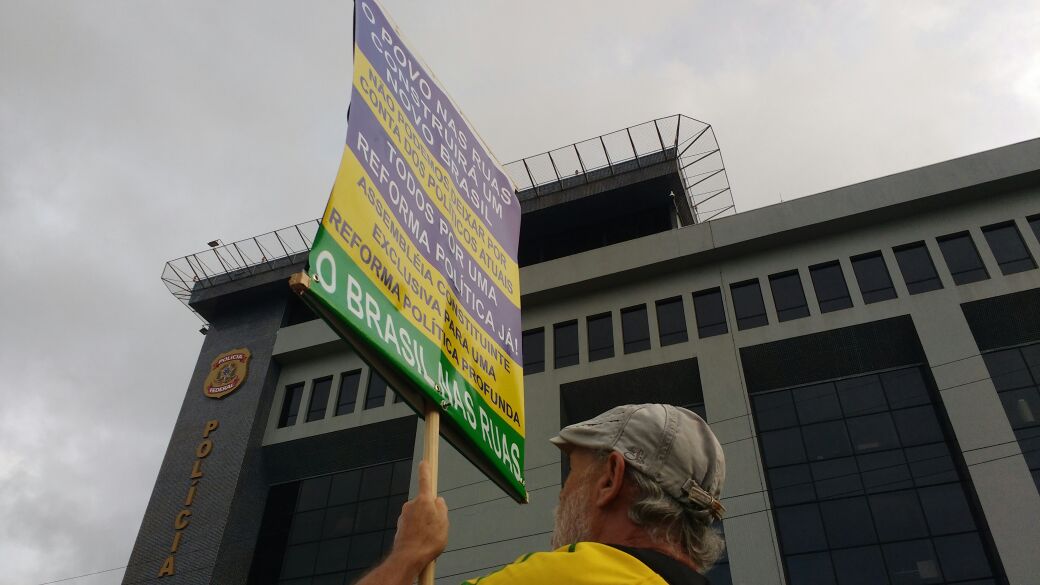 O POVO NAS RUAS
CONSTRUIRÁ UM
NOVO BRASIL
NÃO PODEMOS DEIXAR POR
CONTA DOS POLÍTICOS ATUAIS
TODOS POR UMA
REFORMA POLÍTICA JÁ!
ASSEMBLÉIA CONSTITUINTE
EXCLUSIVA PARA UMA
REFORMA POLÍTICA PROFUNDA
O BRASIL NAS RUAS
POLÍCIA
FEDERAL
POLÍCIA